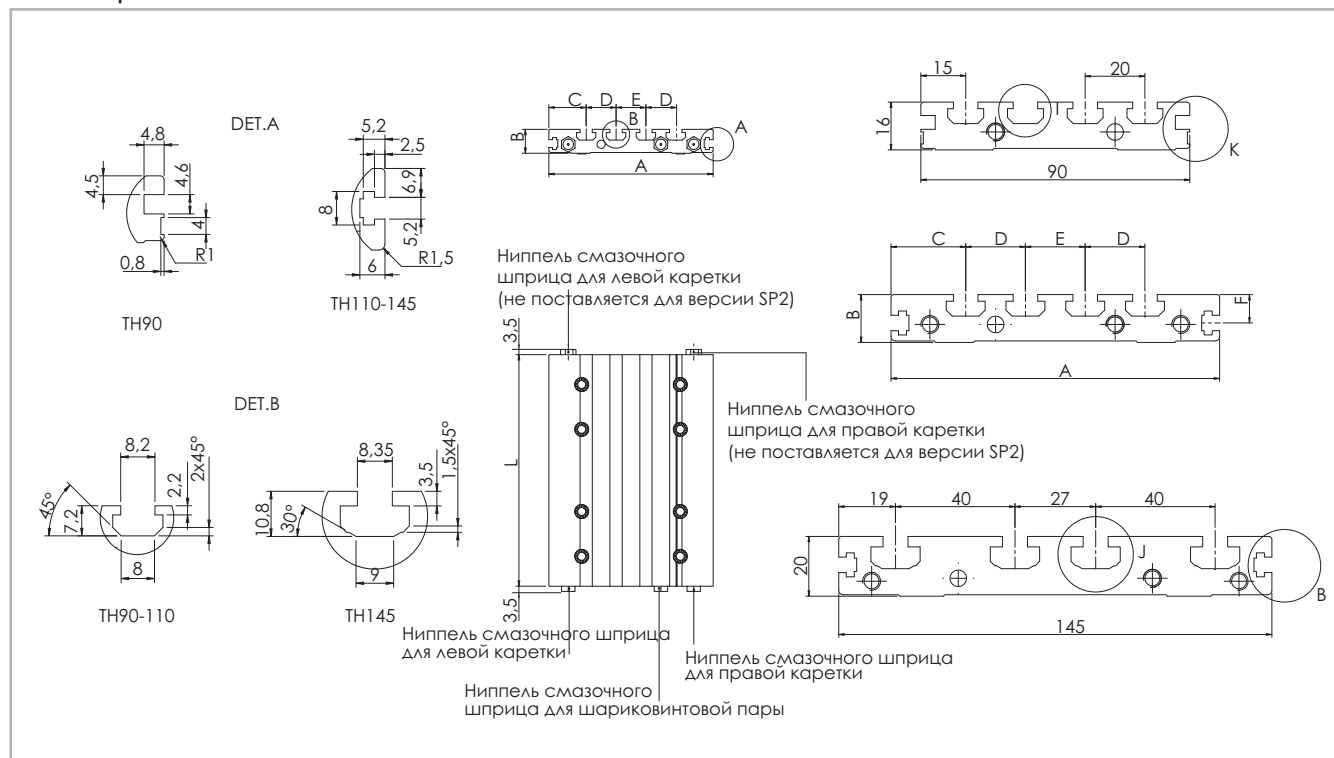 DET.A
4,8
4,5
4,6
4
0,8
R1
TH90
5,2
2,5
6,9
8
5,2
6
R1,5
TH110-145
C
D
E
D
B
B
A
A
15
20
16
I
K
90
C
D
E
D
B
F
A
Ниппель смазочного
шприца для левой каретки
(не поставляется для версии SP2)
3,5
L
3,5
Ниппель смазочного
шприца для правой каретки
(не поставляется для версии SP2)
DET.B
8,2
2,2
2x45°
45°
7,2
8
TH90-110
8,35
3,5
1,5x45°
10,8
30°
9
TH145
19
40
27
40
20
J
B
145
Ниппель смазочного шприца
для левой каретки
Ниппель смазочного шприца
для правой каретки
Ниппель смазочного
шприца для шариковинтовой пары